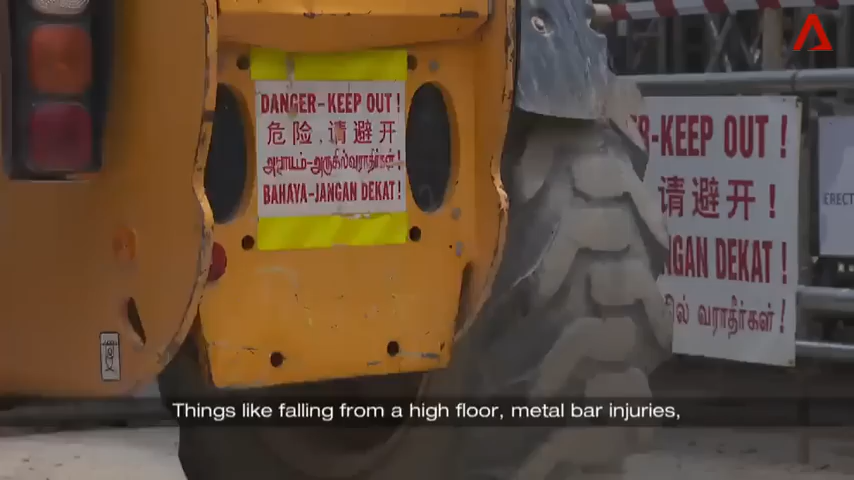 DANGER-KEEP OUT!
危险,请避开
அபாயம்-அருகில்வராதீர்கள்!
BAHAYA-JANGAN DEKAT!
-KEEP OUT!
请避开!
NGAN DEKAT!
வராதீர்கள்!
ERECT
Things like falling from a high floor, metal bar injuries,